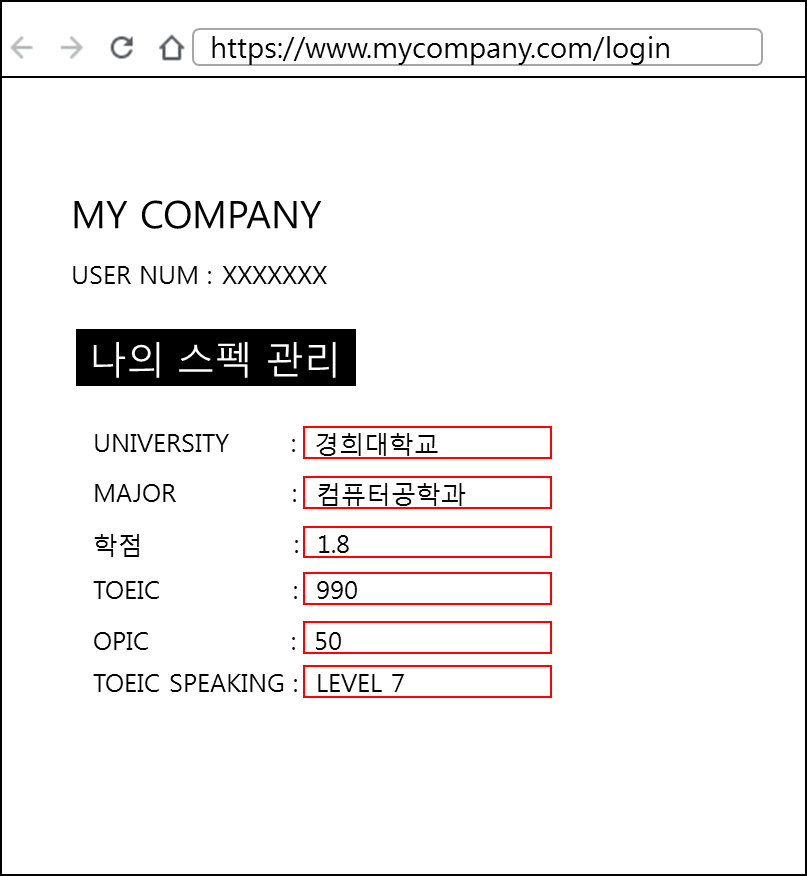 https://www.mycompany.com/login
MY COMPANY
USER NUM : XXXXXXX
나의 스펙 관리
UNIVERSITY : 경희대학교
MAJOR : 컴퓨터공학과
학점 : 1.8
TOEIC : 990
OPIC : 50
TOEIC SPEAKING : LEVEL 7